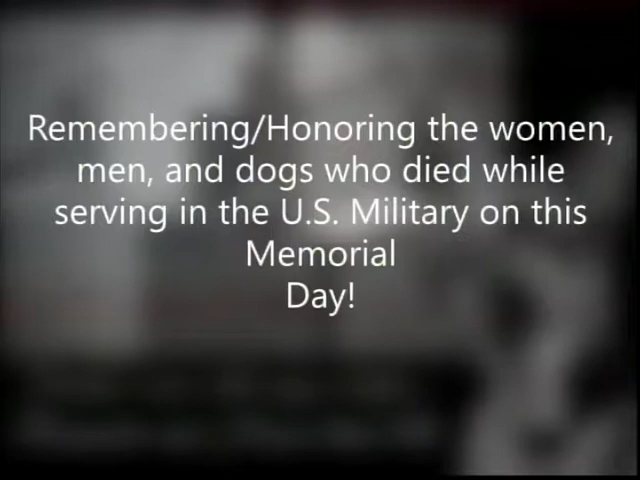 Remembering/Honoring the women,
men, and dogs who died while
serving in the U.S. Military on this
Memorial
Day!